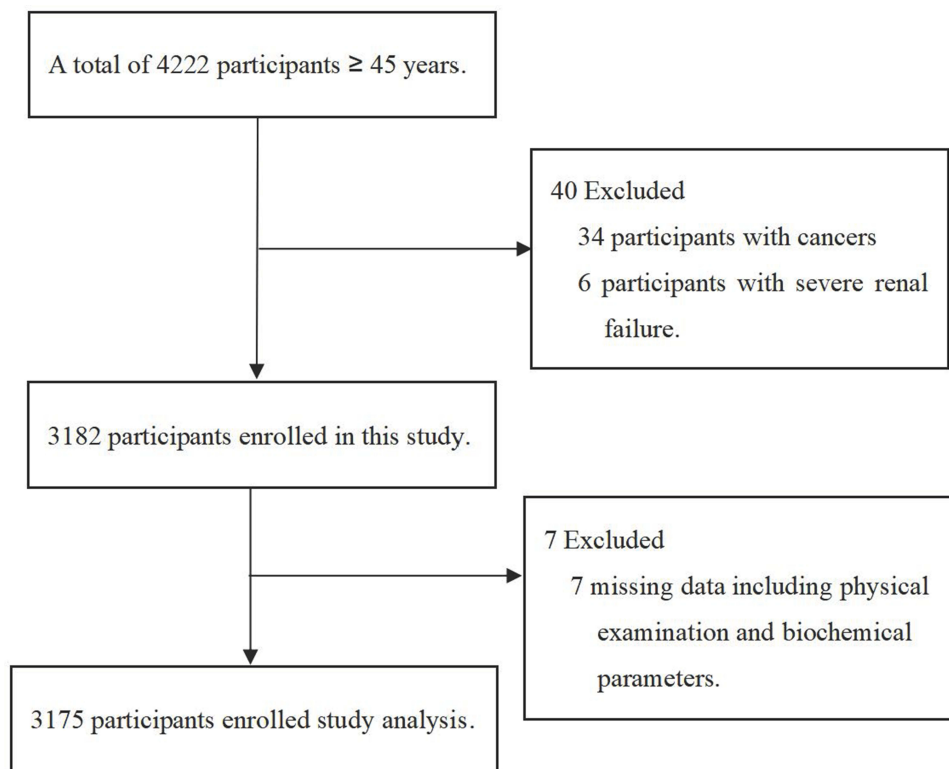 A total of 4222 participants ≥ 45 years.
40 Excluded
34 participants with cancers
6 participants with severe renal
failure.
3182 participants enrolled in this study.
7 Excluded
7 missing data including physical
examination and biochemical
parameters.
3175 participants enrolled study analysis.